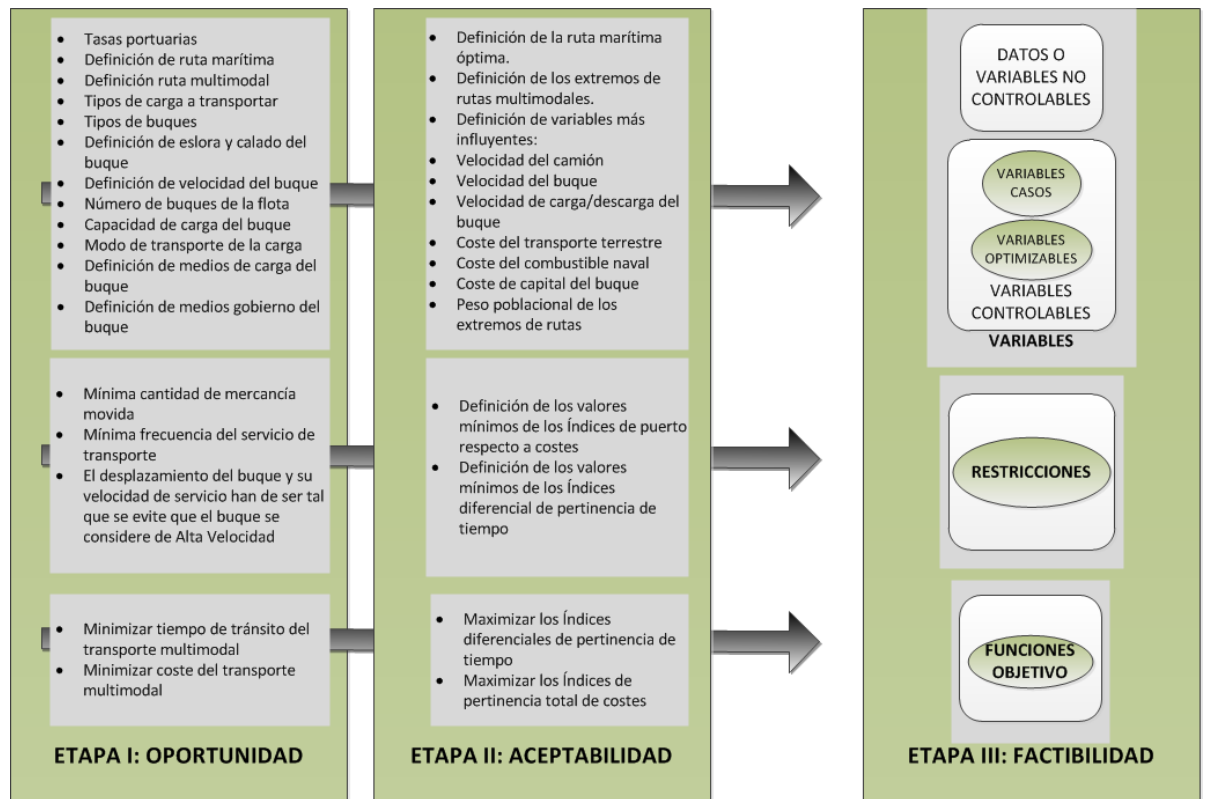 • Tasas portuarias
• Definición de ruta marítima
• Definición ruta multimodal
• Tipos de carga a transportar
• Tipos de buques
• Definición de eslora y calado del
buque
• Definición de velocidad del buque
• Número de buques de la flota
• Capacidad de carga del buque
• Modo de transporte de la carga
• Definición de medios de carga del
buque
• Definición de medios gobierno del
buque
• Mínima cantidad de mercancía
movida
• Mínima frecuencia del servicio de
transporte
• El desplazamiento del buque y su
velocidad de servicio han de ser tal
que se evite que el buque se
considere de Alta Velocidad
• Minimizar tiempo de tránsito del
transporte multimodal
• Minimizar coste del transporte
multimodal
ETAPA I: OPORTUNIDAD
• Definición de la ruta marítima
óptima.
• Definición de los extremos de
rutas multimodales.
• Definición de variables más
influyentes:
• Velocidad del camión
• Velocidad del buque
• Velocidad de carga/descarga del
buque
• Coste del transporte terrestre
• Coste del combustible naval
• Coste de capital del buque
• Peso poblacional de los
extremos de rutas
• Definición de los valores
mínimos de los Índices de puerto
respecto a costes
• Definición de los valores
mínimos de los Índices
diferencial de pertinencia de
tiempo
• Maximizar los Índices
diferenciales de pertinencia de
tiempo
• Maximizar los Índices de
pertinencia total de costes
ETAPA II: ACEPTABILIDAD
DATOS O
VARIABLES NO
CONTROLABLES
VARIABLES
CASOS
VARIABLES
OPTIMIZABLES
VARIABLES
CONTROLABLES
VARIABLES
RESTRICCIONES
FUNCIONES
OBJETIVO
ETAPA III: FACTIBILIDAD